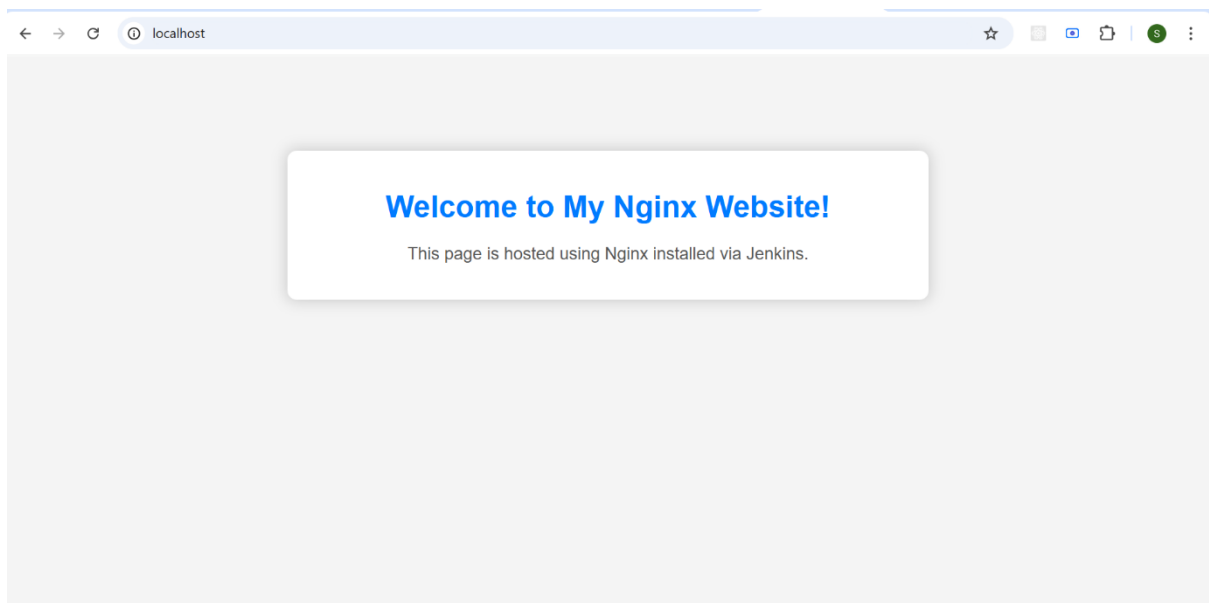 localhost
S
Welcome to My Nginx Website!
This page is hosted using Nginx installed via Jenkins.